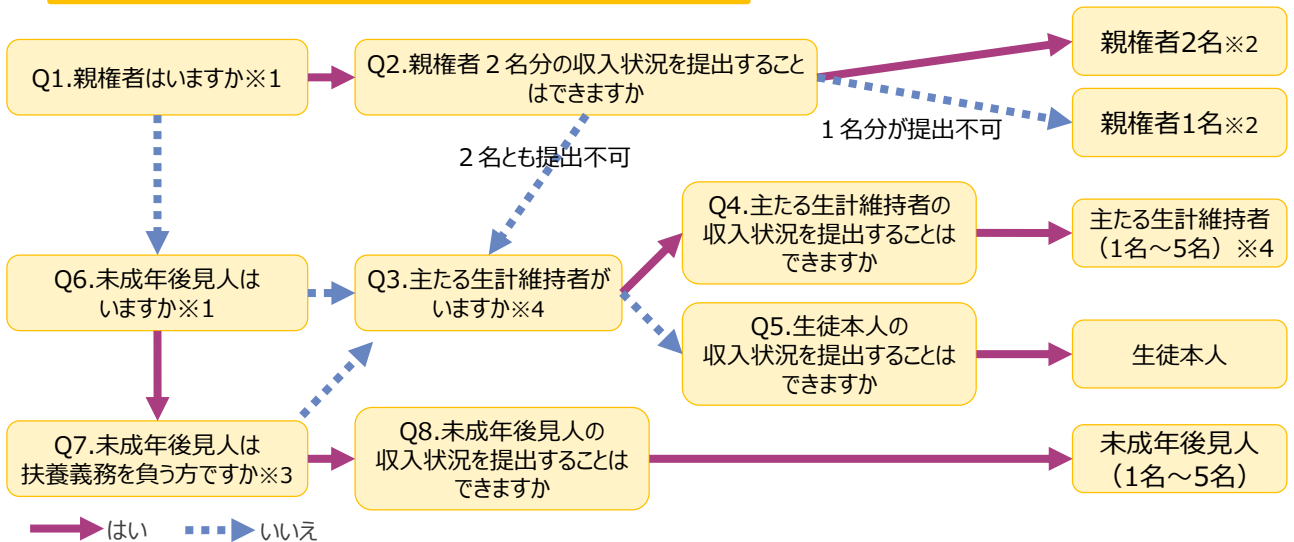 Q1.親権者はいますか※1
Q2.親権者２名分の収入状況を提出すること
はできますか
親権者2名※2
親権者1名※2
１名分が提出不可
２名とも提出不可
Q6.未成年後見人は
いますか※1
Q3.主たる生計維持者が
いますか※4
Q4.主たる生計維持者の
収入状況を提出することは
できますか
主たる生計維持者
（1名～5名）※4
Q5.生徒本人の
収入状況を提出することは
できますか
生徒本人
Q7.未成年後見人は
扶養義務を負う方ですか※3
Q8.未成年後見人の
収入状況を提出することは
できますか
未成年後見人
（1名～5名）
はい
いいえ